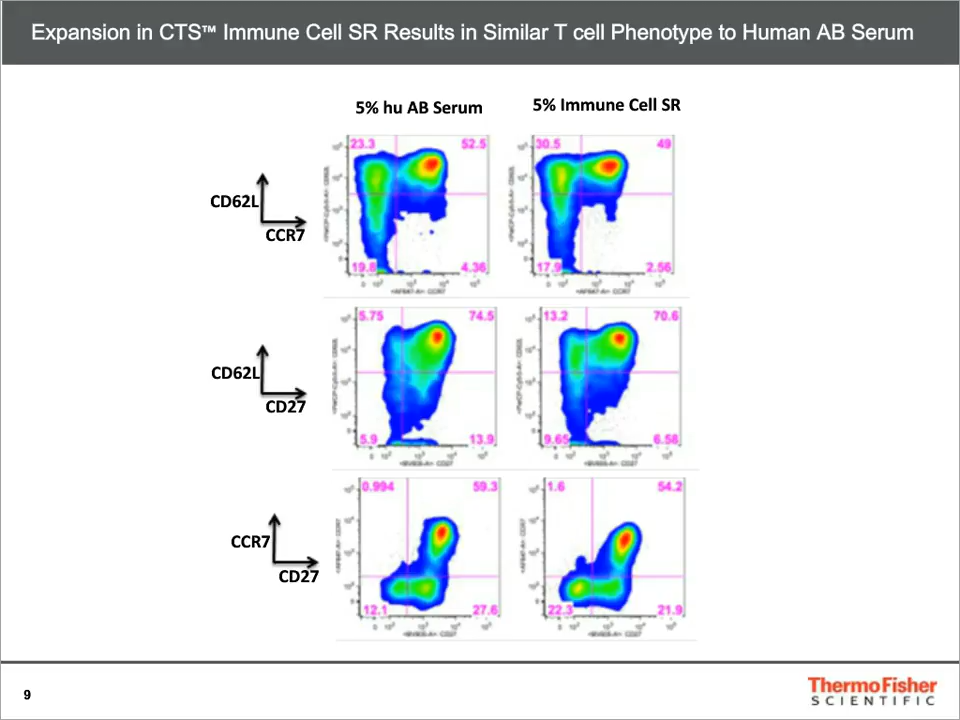 Expansion in CTS™ Immune Cell SR Results in Similar T cell Phenotype to Human AB Serum
5% hu AB Serum
5% Immune Cell SR
23.3 52.5
19.8 4.36
30.5 49
17.9 2.56
CD62L
CCR7
5.75 74.5
5.9 13.9
13.2 70.6
9.65 6.58
CD62L
CD27
0.994 59.3
12.1 27.6
1.6 54.2
22.3 21.9
CCR7
CD27
9
ThermoFisher
SCIENTIFIC